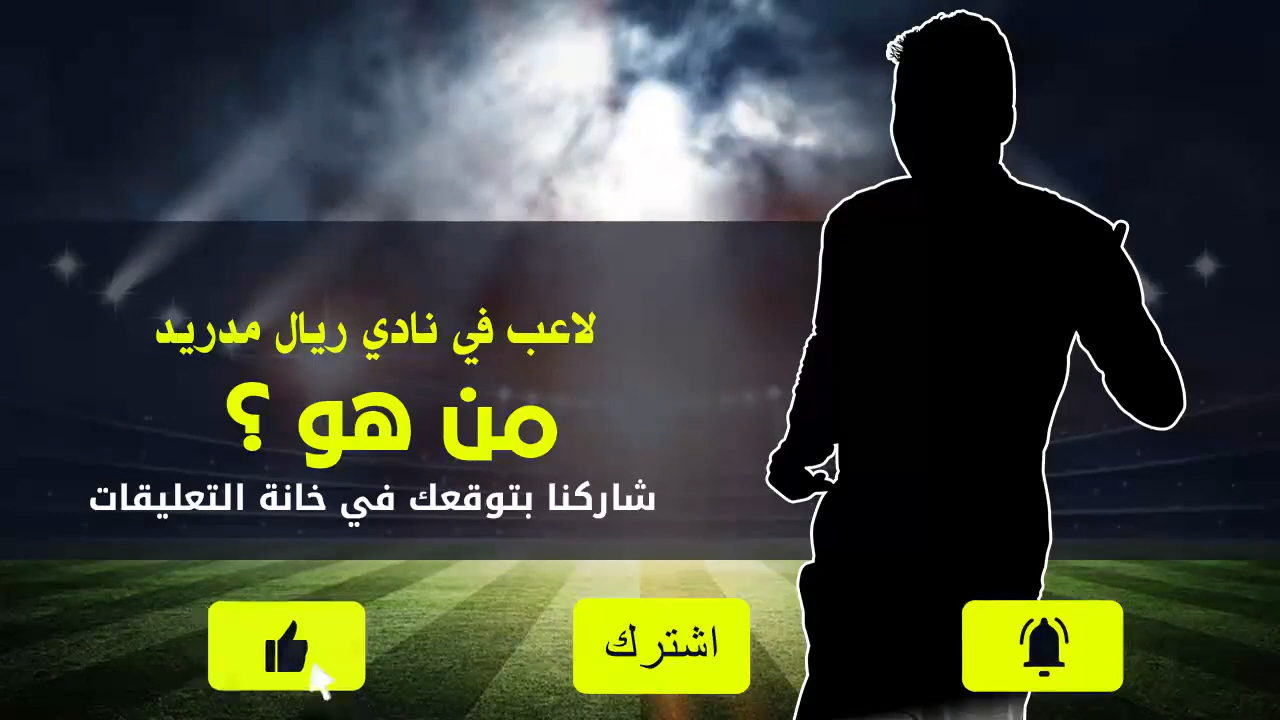 لاعب في نادي ريال مدريد
من هو ؟
شاركنا بتوقعك في خانة التعليقات
اشترك